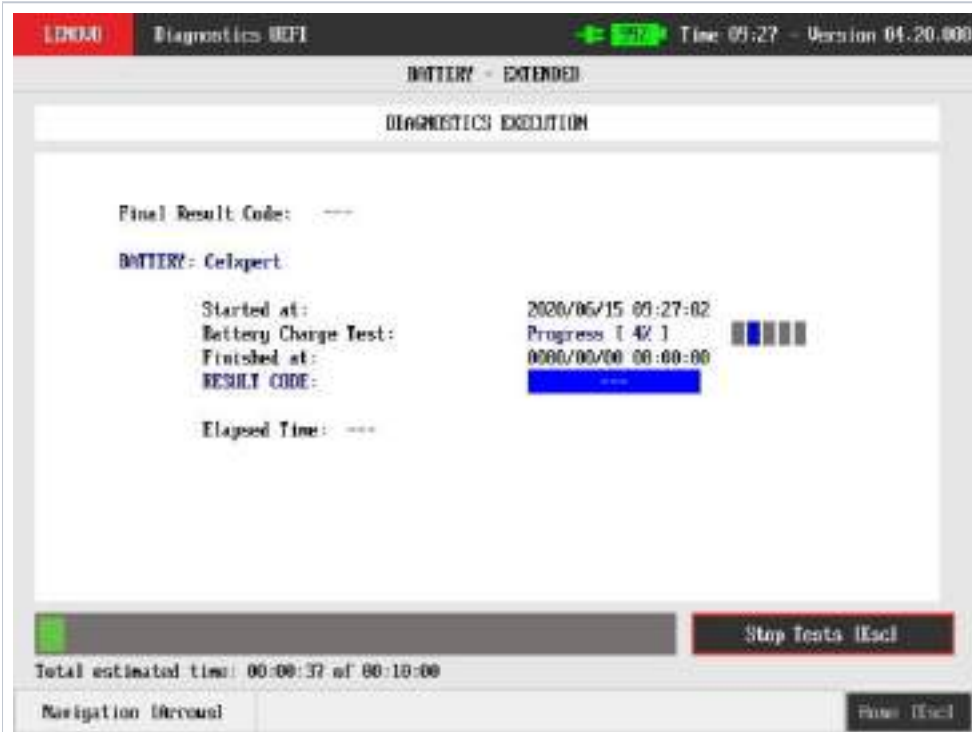 LENOVO Diagnostics UEFI 99% Time 09:27 - Version 04.20.000
BATTERY - EXTENDED
DIAGNOSTICS EXECUTION
Final Result Code: ---
BATTERY: Celxpert
Started at: 2020/06/15 09:27:02
Battery Charge Test: Progress [ 4% ]
Finished at: 0000/00/00 00:00:00
RESULT CODE: ---
Elapsed Time: ---
Stop Tests [Esc]
Total estimated time: 00:00:37 of 00:10:00
Navigation [Arrows] Home [Esc]